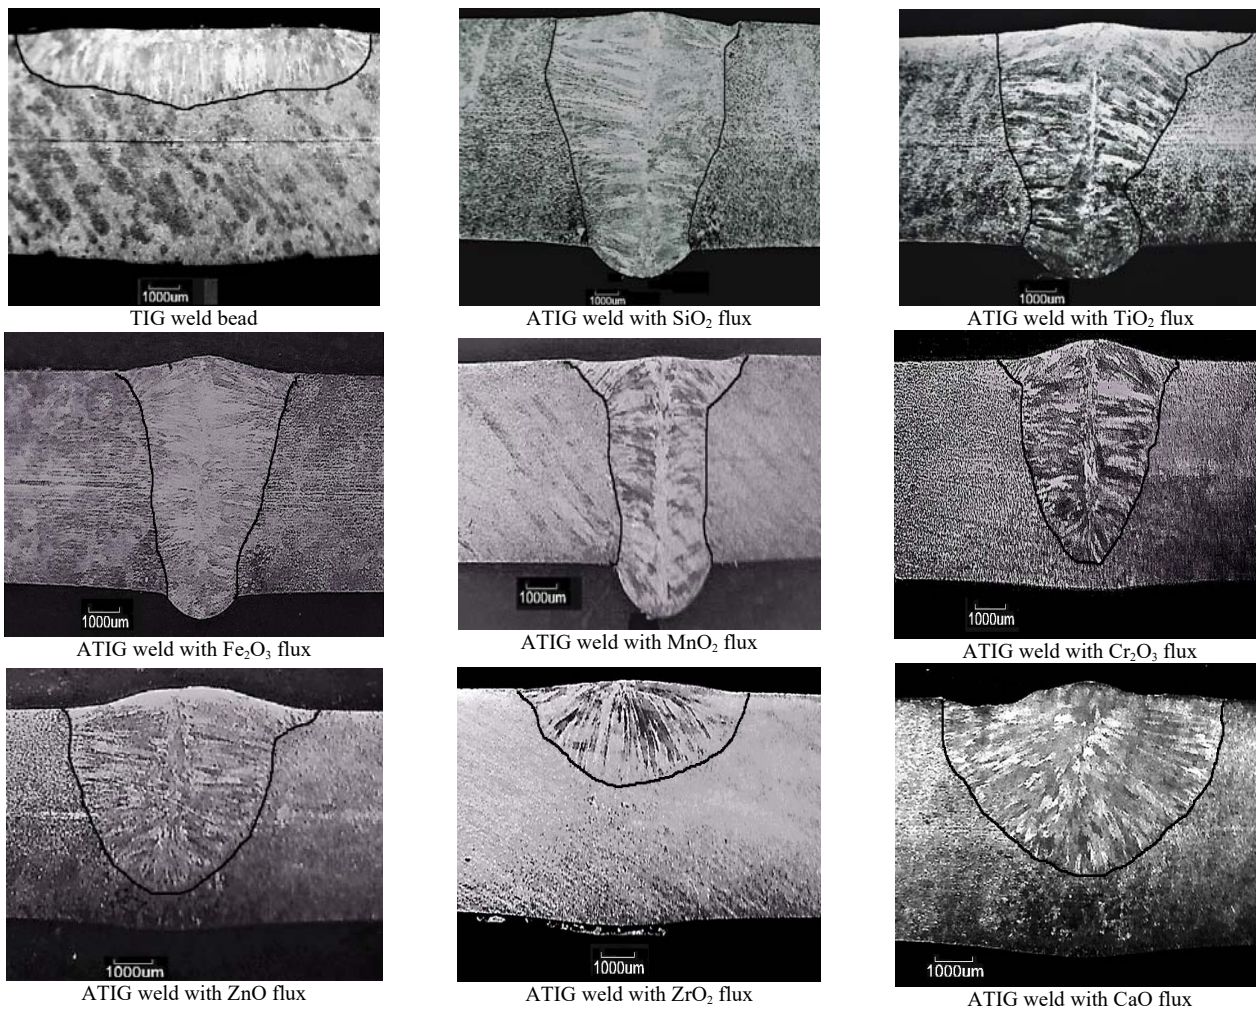 1000um
1000um
1000um
TIG weld bead
ATIG weld with SiO₂ flux
ATIG weld with TiO₂ flux
1000um
1000um
1000um
ATIG weld with Fe₂O₃ flux
ATIG weld with MnO₂ flux
ATIG weld with Cr₂O₃ flux
1000um
1000um
1000um
ATIG weld with ZnO flux
ATIG weld with ZrO₂ flux
ATIG weld with CaO flux